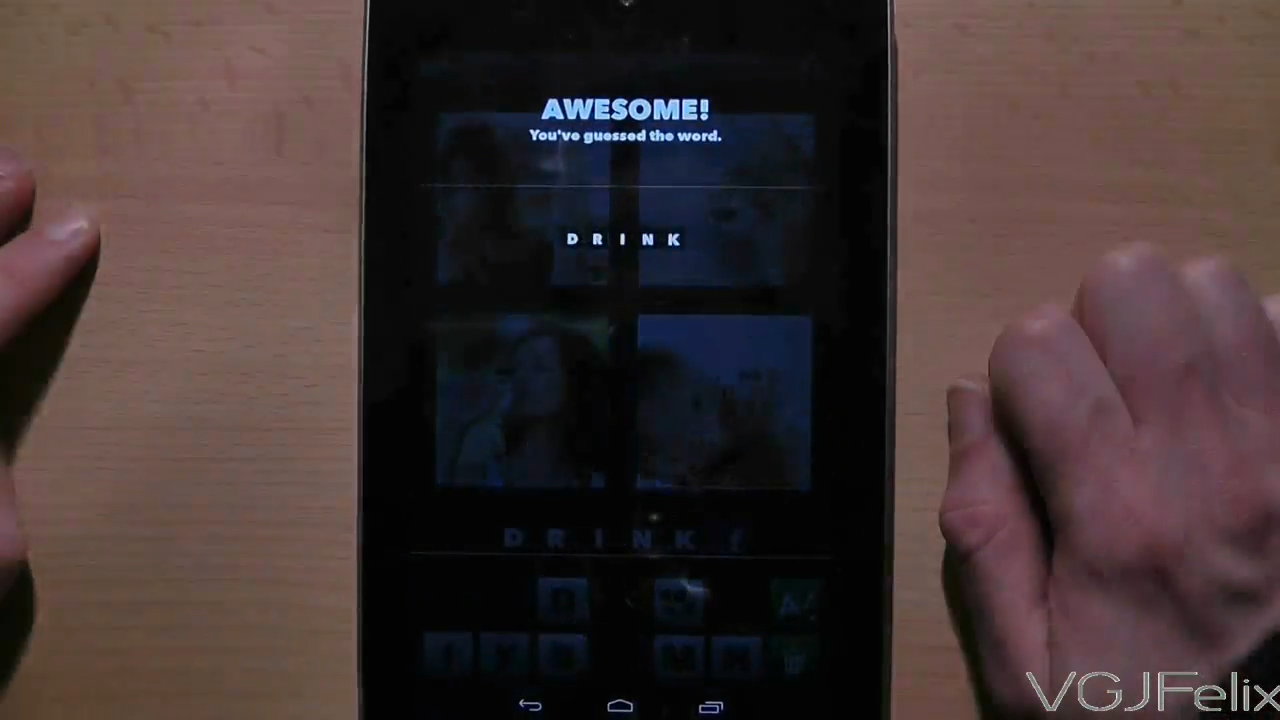 AWESOME!
You've guessed the word.
D R I N K
D R I N K f
VGJFelix